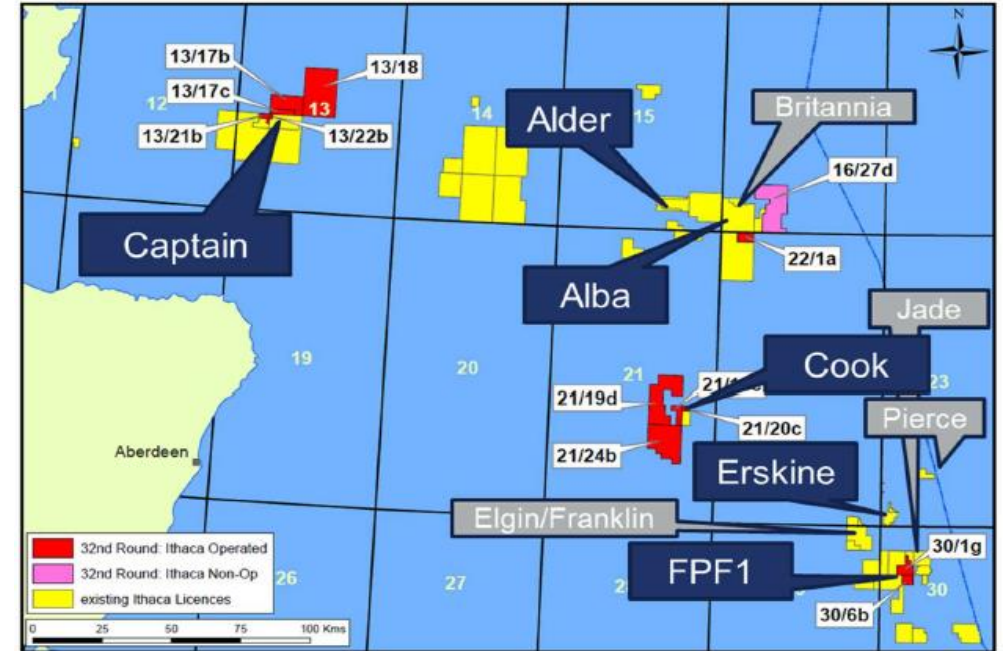 N
13/17b
13/18
13/17c
12
13
13/21b
13/22b
Captain
14
15
Alder
Britannia
16/27d
22/1a
Alba
Jade
19
20
21
Cook
23
21/19d
21/20c
Pierce
21/24b
Aberdeen
Erskine
Elgin/Franklin
30/1g
FPF1
26
27
30
30/6b
32nd Round: Ithaca Operated
32nd Round: Ithaca Non-Op
existing Ithaca Licences
0 25 50 75 100 Kms